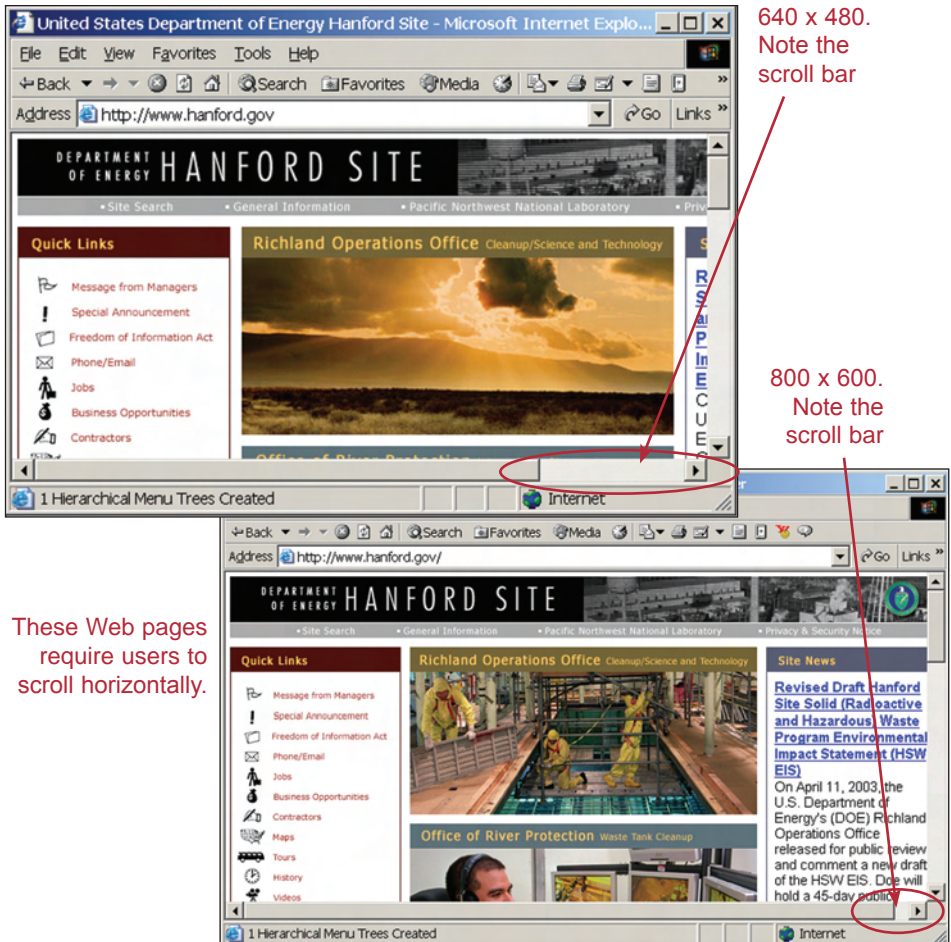 United States Department of Energy Hanford Site - Microsoft Internet Explo...
640 x 480.
Note the
scroll bar
File Edit View Favorites Tools Help
Back Search Favorites Media »
Address http://www.hanford.gov Go Links »
DEPARTMENT OF ENERGY HANFORD SITE
•Site Search •General Information •Pacific Northwest National Laboratory •Priv
Quick Links
Message from Managers
Special Announcement
Freedom of Information Act
Phone/Email
Jobs
Business Opportunities
Contractors
Richland Operations Office Cleanup/Science and Technology
S
R
S
ar
P
In
E
C
U
E
1 Hierarchical Menu Trees Created Internet
800 x 600.
Note the
scroll bar
These Web pages
require users to
scroll horizontally.
er
Back Search Favorites Media
Address http://www.hanford.gov/ Go Links »
DEPARTMENT OF ENERGY HANFORD SITE
•Site Search •General Information •Pacific Northwest National Laboratory •Privacy & Security Notice
Quick Links
Message from Managers
Special Announcement
Freedom of Information Act
Phone/Email
Jobs
Business Opportunities
Contractors
Maps
Tours
History
Videos
Richland Operations Office Cleanup/Science and Technology
Office of River Protection Waste Tank Cleanup
Site News
Revised Draft Hanford
Site Solid (Radioactive
and Hazardous) Waste
Program Environmental
Impact Statement (HSW
EIS)
On April 11, 2003, the
U.S. Department of
Energy's (DOE) Richland
Operations Office
released for public review
and comment a new draft
of the HSW EIS. Doe will
hold a 45-day public
1 Hierarchical Menu Trees Created Internet